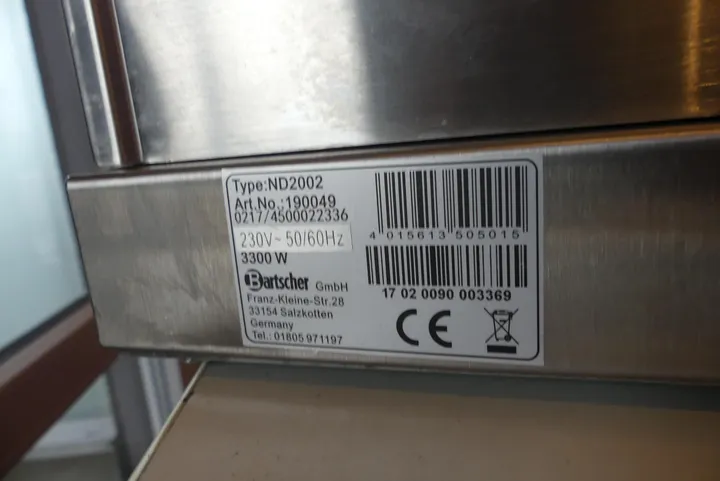 Type:ND2002
Art.No.:190049
0217/4500022336
230V~ 50/60Hz
3300 W
Bartscher GmbH
Franz-Kleine-Str.28
33154 Salzkotten
Germany
Tel.: 01805 971197
4 015613 505015
17 02 0090 003369
CE